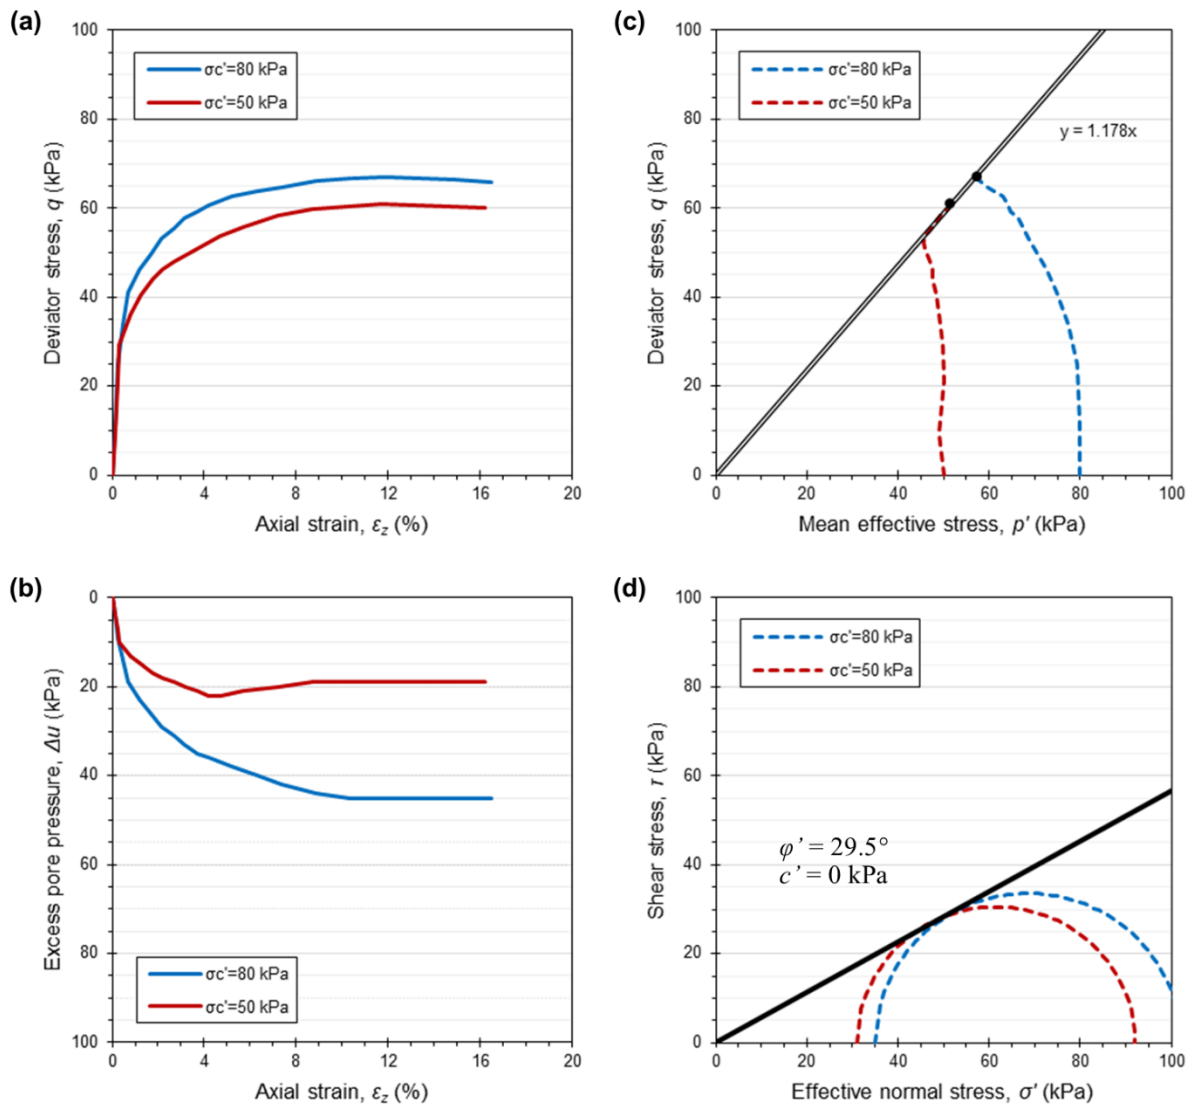 (a)
100
80
60
40
20
0
Deviator stress, q (kPa)
σc'=80 kPa
σc'=50 kPa
0 4 8 12 16 20
Axial strain, εz (%)
(c)
100
80
60
40
20
0
Deviator stress, q (kPa)
σc'=80 kPa
σc'=50 kPa
y = 1.178x
0 20 40 60 80 100
Mean effective stress, p' (kPa)
(b)
0
20
40
60
80
100
Excess pore pressure, Δu (kPa)
σc'=80 kPa
σc'=50 kPa
0 4 8 12 16 20
Axial strain, εz (%)
(d)
100
80
60
40
20
0
Shear stress, τ (kPa)
σc'=80 kPa
σc'=50 kPa
φ’ = 29.5°
c’ = 0 kPa
0 20 40 60 80 100
Effective normal stress, σ' (kPa)